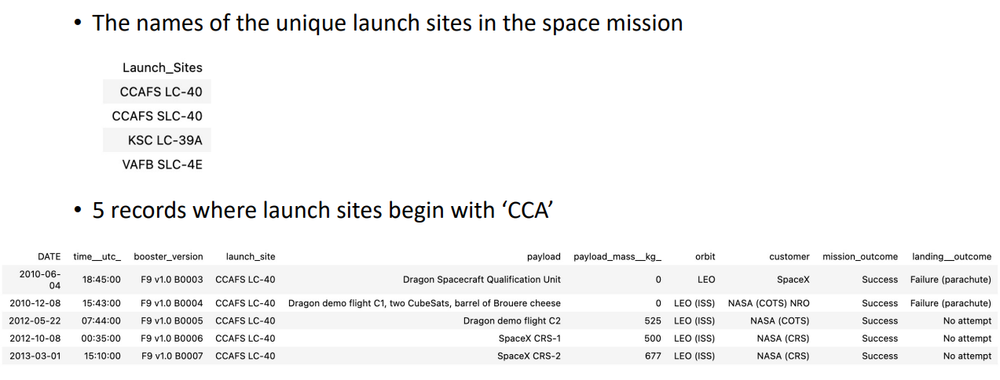 • The names of the unique launch sites in the space mission
Launch_Sites
CCAFS LC-40
CCAFS SLC-40
KSC LC-39A
VAFB SLC-4E
• 5 records where launch sites begin with ‘CCA’
DATE time__utc_ booster_version launch_site payload payload_mass__kg_ orbit customer mission_outcome landing__outcome
2010-06-
04 18:45:00 F9 v1.0 B0003 CCAFS LC-40 Dragon Spacecraft Qualification Unit 0 LEO SpaceX Success Failure (parachute)
2010-12-08 15:43:00 F9 v1.0 B0004 CCAFS LC-40 Dragon demo flight C1, two CubeSats, barrel of Brouere cheese 0 LEO (ISS) NASA (COTS) NRO Success Failure (parachute)
2012-05-22 07:44:00 F9 v1.0 B0005 CCAFS LC-40 Dragon demo flight C2 525 LEO (ISS) NASA (COTS) Success No attempt
2012-10-08 00:35:00 F9 v1.0 B0006 CCAFS LC-40 SpaceX CRS-1 500 LEO (ISS) NASA (CRS) Success No attempt
2013-03-01 15:10:00 F9 v1.0 B0007 CCAFS LC-40 SpaceX CRS-2 677 LEO (ISS) NASA (CRS) Success No attempt